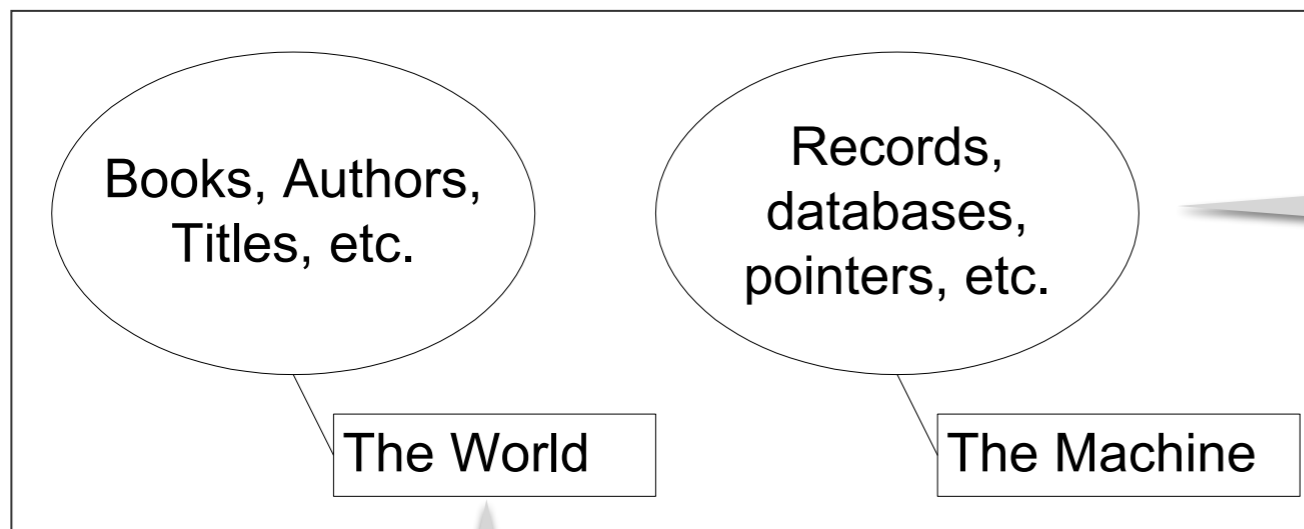 Books, Authors,
Titles, etc.
Records,
databases,
pointers, etc.
The World
The Machine